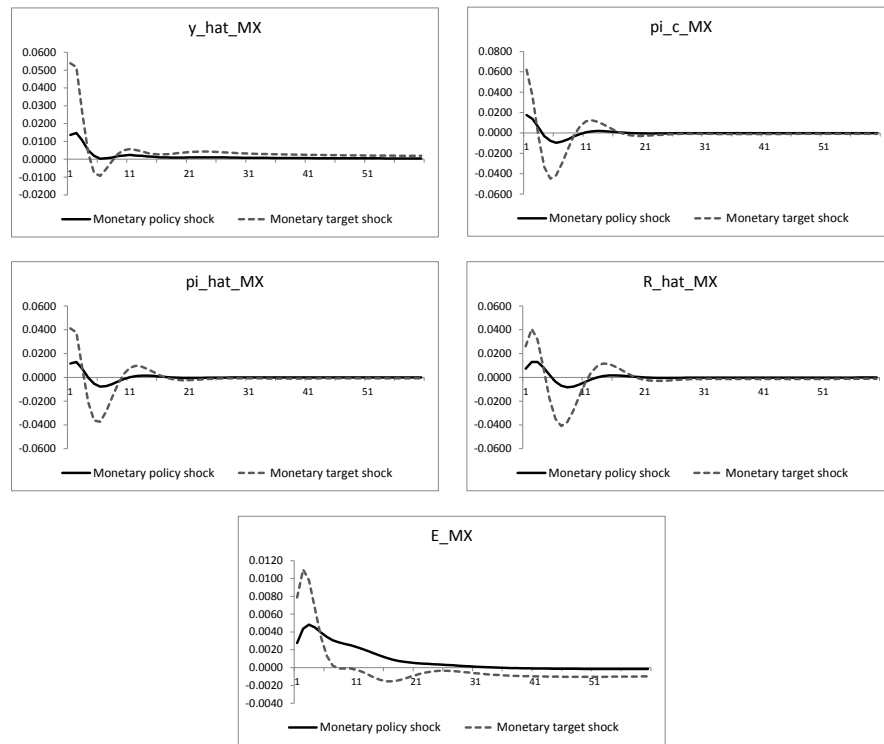 y_hat_MX
0.0600
0.0500
0.0400
0.0300
0.0200
0.0100
0.0000
-0.0100
-0.0200
1 11 21 31 41 51
Monetary policy shock Monetary target shock
pi_c_MX
0.0800
0.0600
0.0400
0.0200
0.0000
-0.0200
-0.0400
-0.0600
1 11 21 31 41 51
Monetary policy shock Monetary target shock
pi_hat_MX
0.0600
0.0400
0.0200
0.0000
-0.0200
-0.0400
-0.0600
1 11 21 31 41 51
Monetary policy shock Monetary target shock
R_hat_MX
0.0600
0.0400
0.0200
0.0000
-0.0200
-0.0400
-0.0600
1 11 21 31 41 51
Monetary policy shock Monetary target shock
E_MX
0.0120
0.0100
0.0080
0.0060
0.0040
0.0020
0.0000
-0.0020
-0.0040
1 11 21 31 41 51
Monetary policy shock Monetary target shock